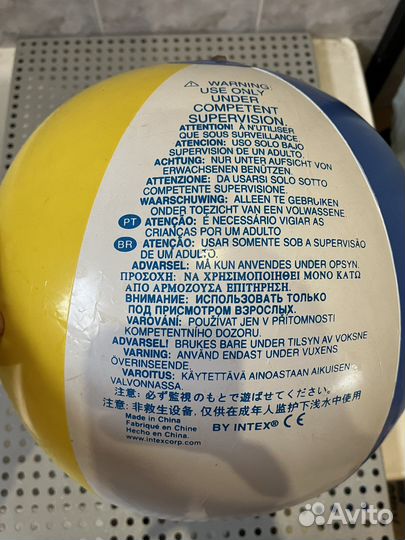 ⚠ WARNING:
USE ONLY
UNDER
COMPETENT
SUPERVISION.
ATTENTION! À N'UTILISER
QUE SOUS SURVEILLANCE.
ATENCION: USO SOLO BAJO
SUPERVISION DE UN ADULTO.
ACHTUNG: NUR UNTER AUFSICHT VON
ERWACHSENEN BENÜTZEN.
ATTENZIONE: DA USARSI SOLO SOTTO
COMPETENTE SUPERVISIONE.
WAARSCHUWING: ALLEEN TE GEBRUIKEN
ONDER TOEZICHT VAN EEN VOLWASSENE
PT ATENÇÃO: É NECESSÁRIO VIGIAR AS
CRIANÇAS POR UM ADULTO
BR ATENÇÃO: USAR SOMENTE SOB A SUPERVISÃO
DE UM ADULTO.
ADVARSEL: MÅ KUN ANVENDES UNDER OPSYN.
ΠΡΟΣΟΧΗ: ΝΑ ΧΡΗΣΙΜΟΠΟΙΗΘΕΙ ΜΟΝΟ ΚΑΤΩ
ΑΠΟ ΑΡΜΟΖΟΥΣΑ ΕΠΙΤΗΡΗΣΗ.
ВНИМАНИЕ: ИСПОЛЬЗОВАТЬ ТОЛЬКО
ПОД ПРИСМОТРОМ ВЗРОСЛЫХ.
VAROVÁNI: POUŽÍVAT JEN V PŘÍTOMNOSTI
KOMPETENTNÍHO DOZORU.
ADVARSEL! BRUKES BARE UNDER TILSYN AV VOKSNE
VARNING: ANVÄND ENDAST UNDER VUXENS
ÖVERINSEENDE.
VAROITUS: KÄYTETTÄVÄ AINOASTAAN AIKUISEN
VALVONNASSA.
注意: 必ず監視のもとで遊ばせてください。
注意: 非救生设备. 仅供在成年人监护下浅水中使用
Made in China
Fabriqué en Chine
Hecho en China.
www.intexcorp.com
BY INTEX® CE
Avito